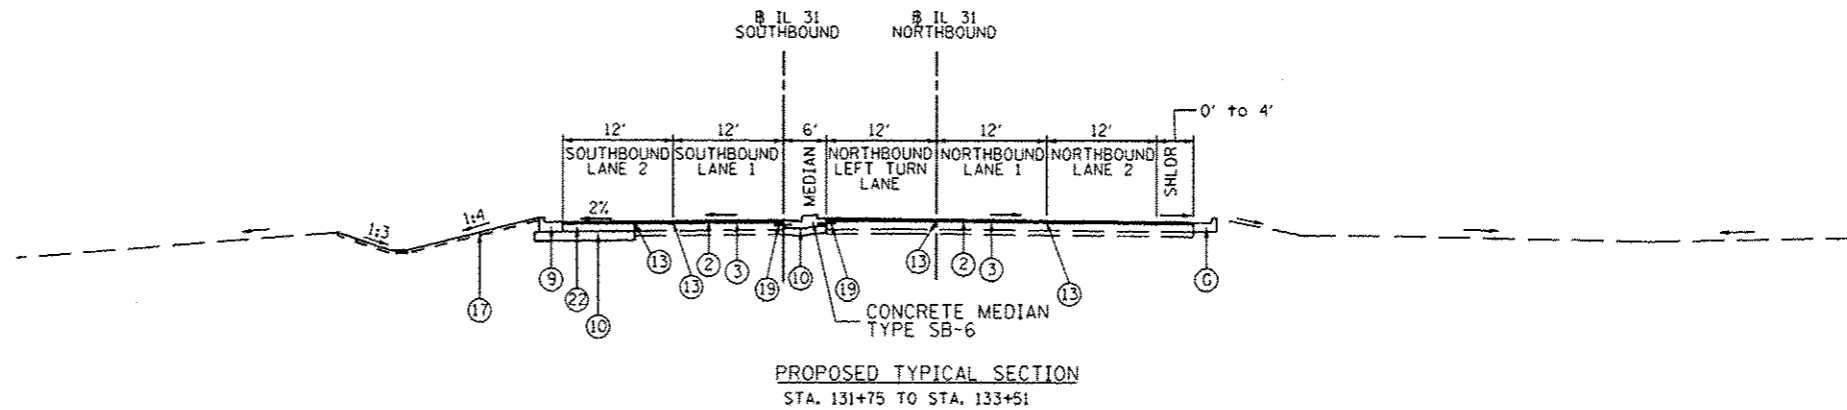 ℄ IL 31
SOUTHBOUND
℄ IL 31
NORTHBOUND
0' to 4'
12'
12'
6'
12'
12'
12'
SOUTHBOUND
LANE 2
SOUTHBOUND
LANE 1
MEDIAN
NORTHBOUND
LEFT TURN
LANE
NORTHBOUND
LANE 1
NORTHBOUND
LANE 2
SHLDR
1:3
1:4
2%
17
9
22
10
13
13
2
3
19
10
19
13
2
3
13
G
CONCRETE MEDIAN
TYPE SB-6
PROPOSED TYPICAL SECTION
STA. 131+75 TO STA. 133+51